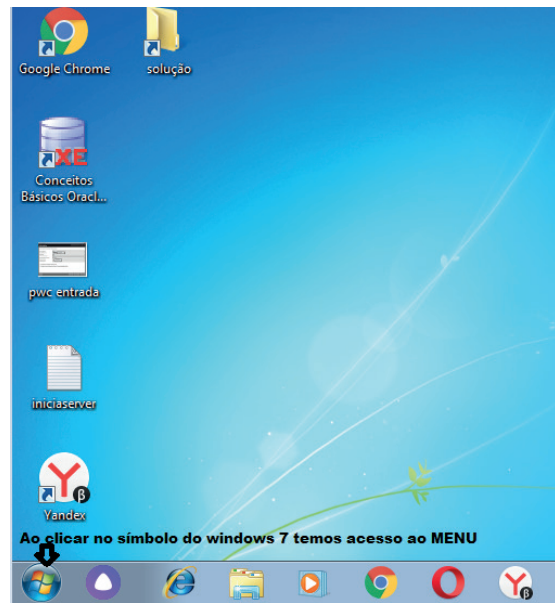 Google Chrome
solução
XE
Conceitos
Básicos Oracl...
pwc entrada
iniciaserver
Yandex
Ao clicar no símbolo do windows 7 temos acesso ao MENU